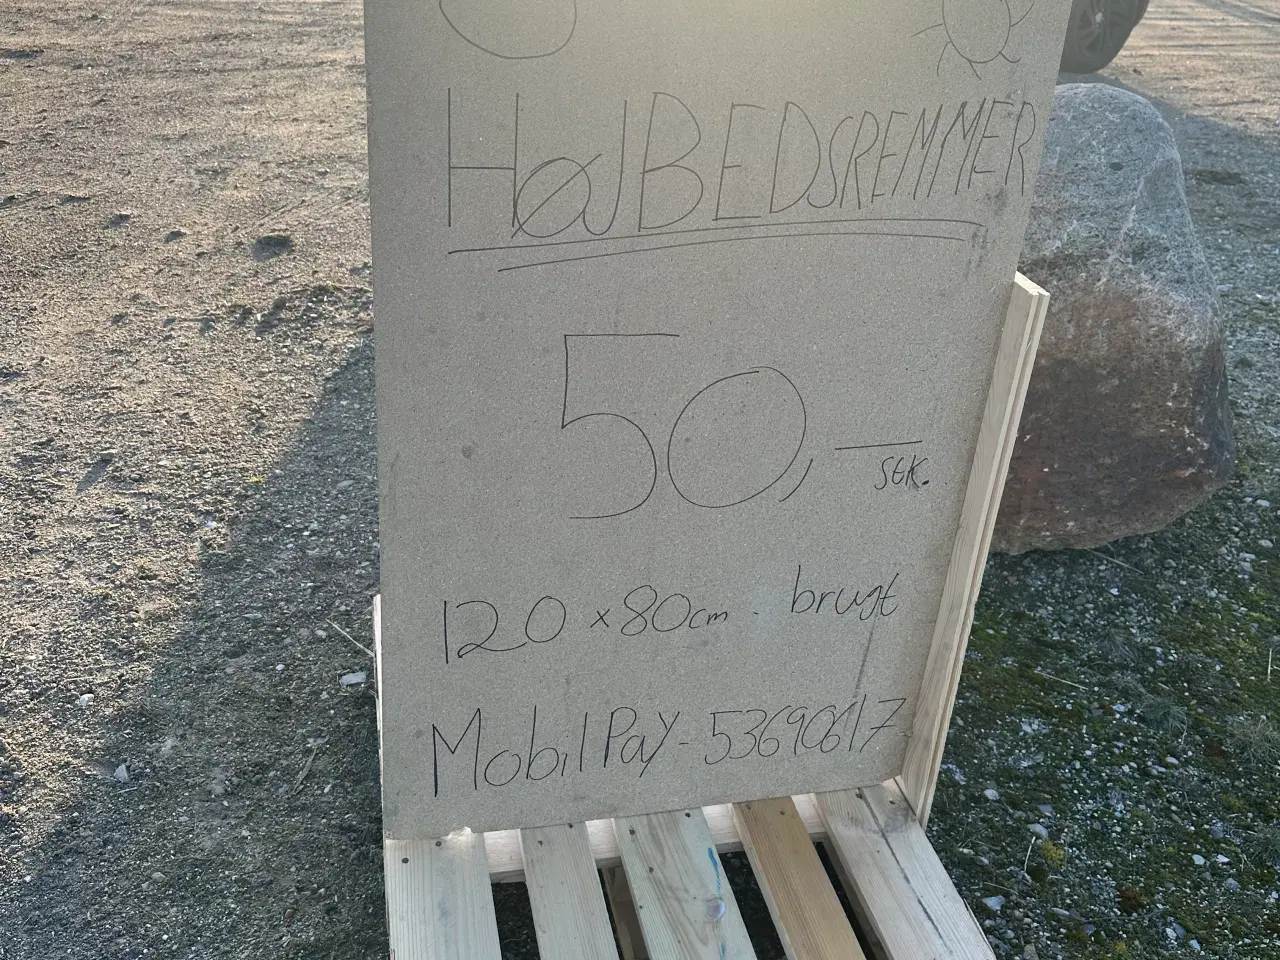 HØJBEDSREMMER
50,-
stk.
120 x 80cm. brugt
MobilPay - 53690617